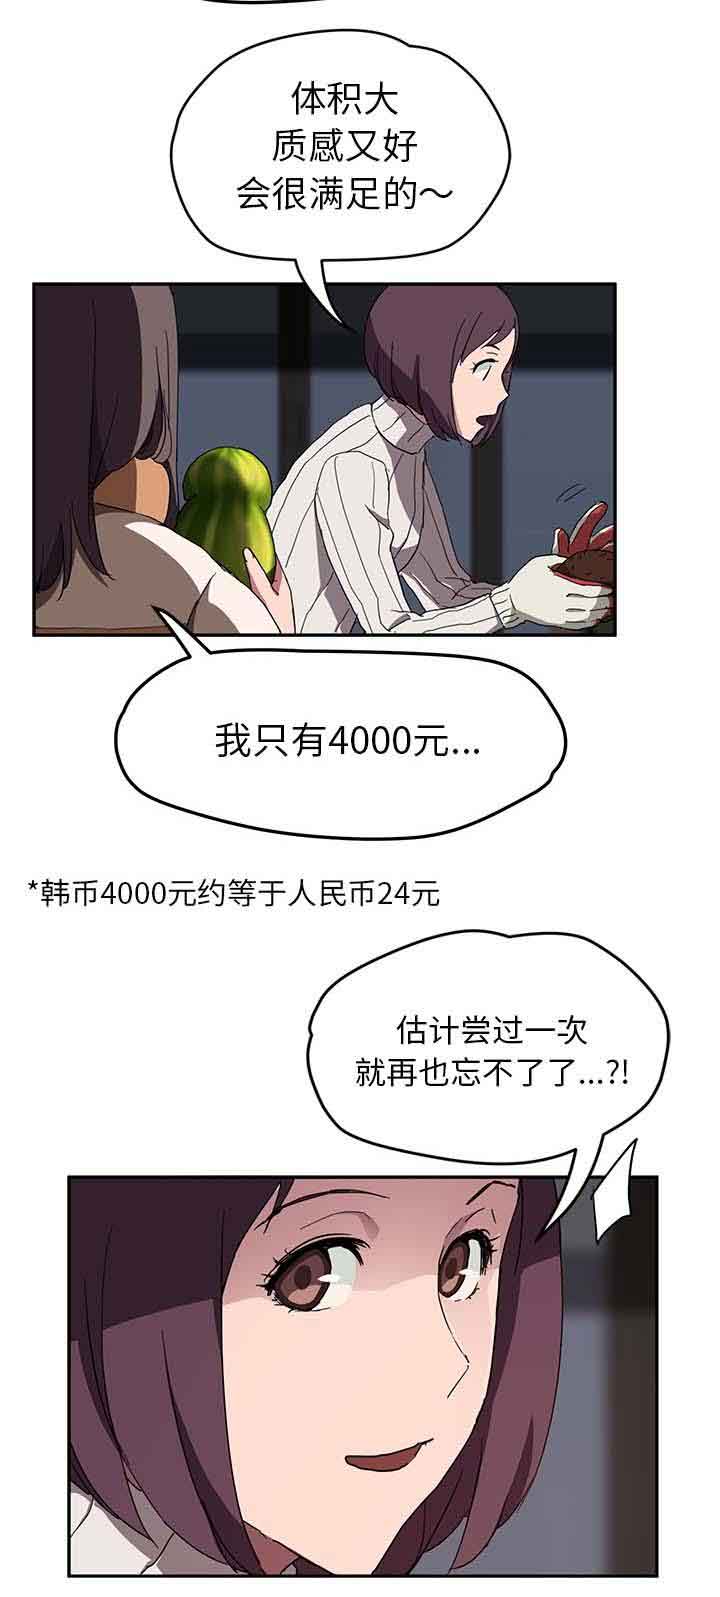 体积大
质感又好
会很满足的～
我只有4000元...
*韩币4000元约等于人民币24元
估计尝过一次
就再也忘不了了...?!